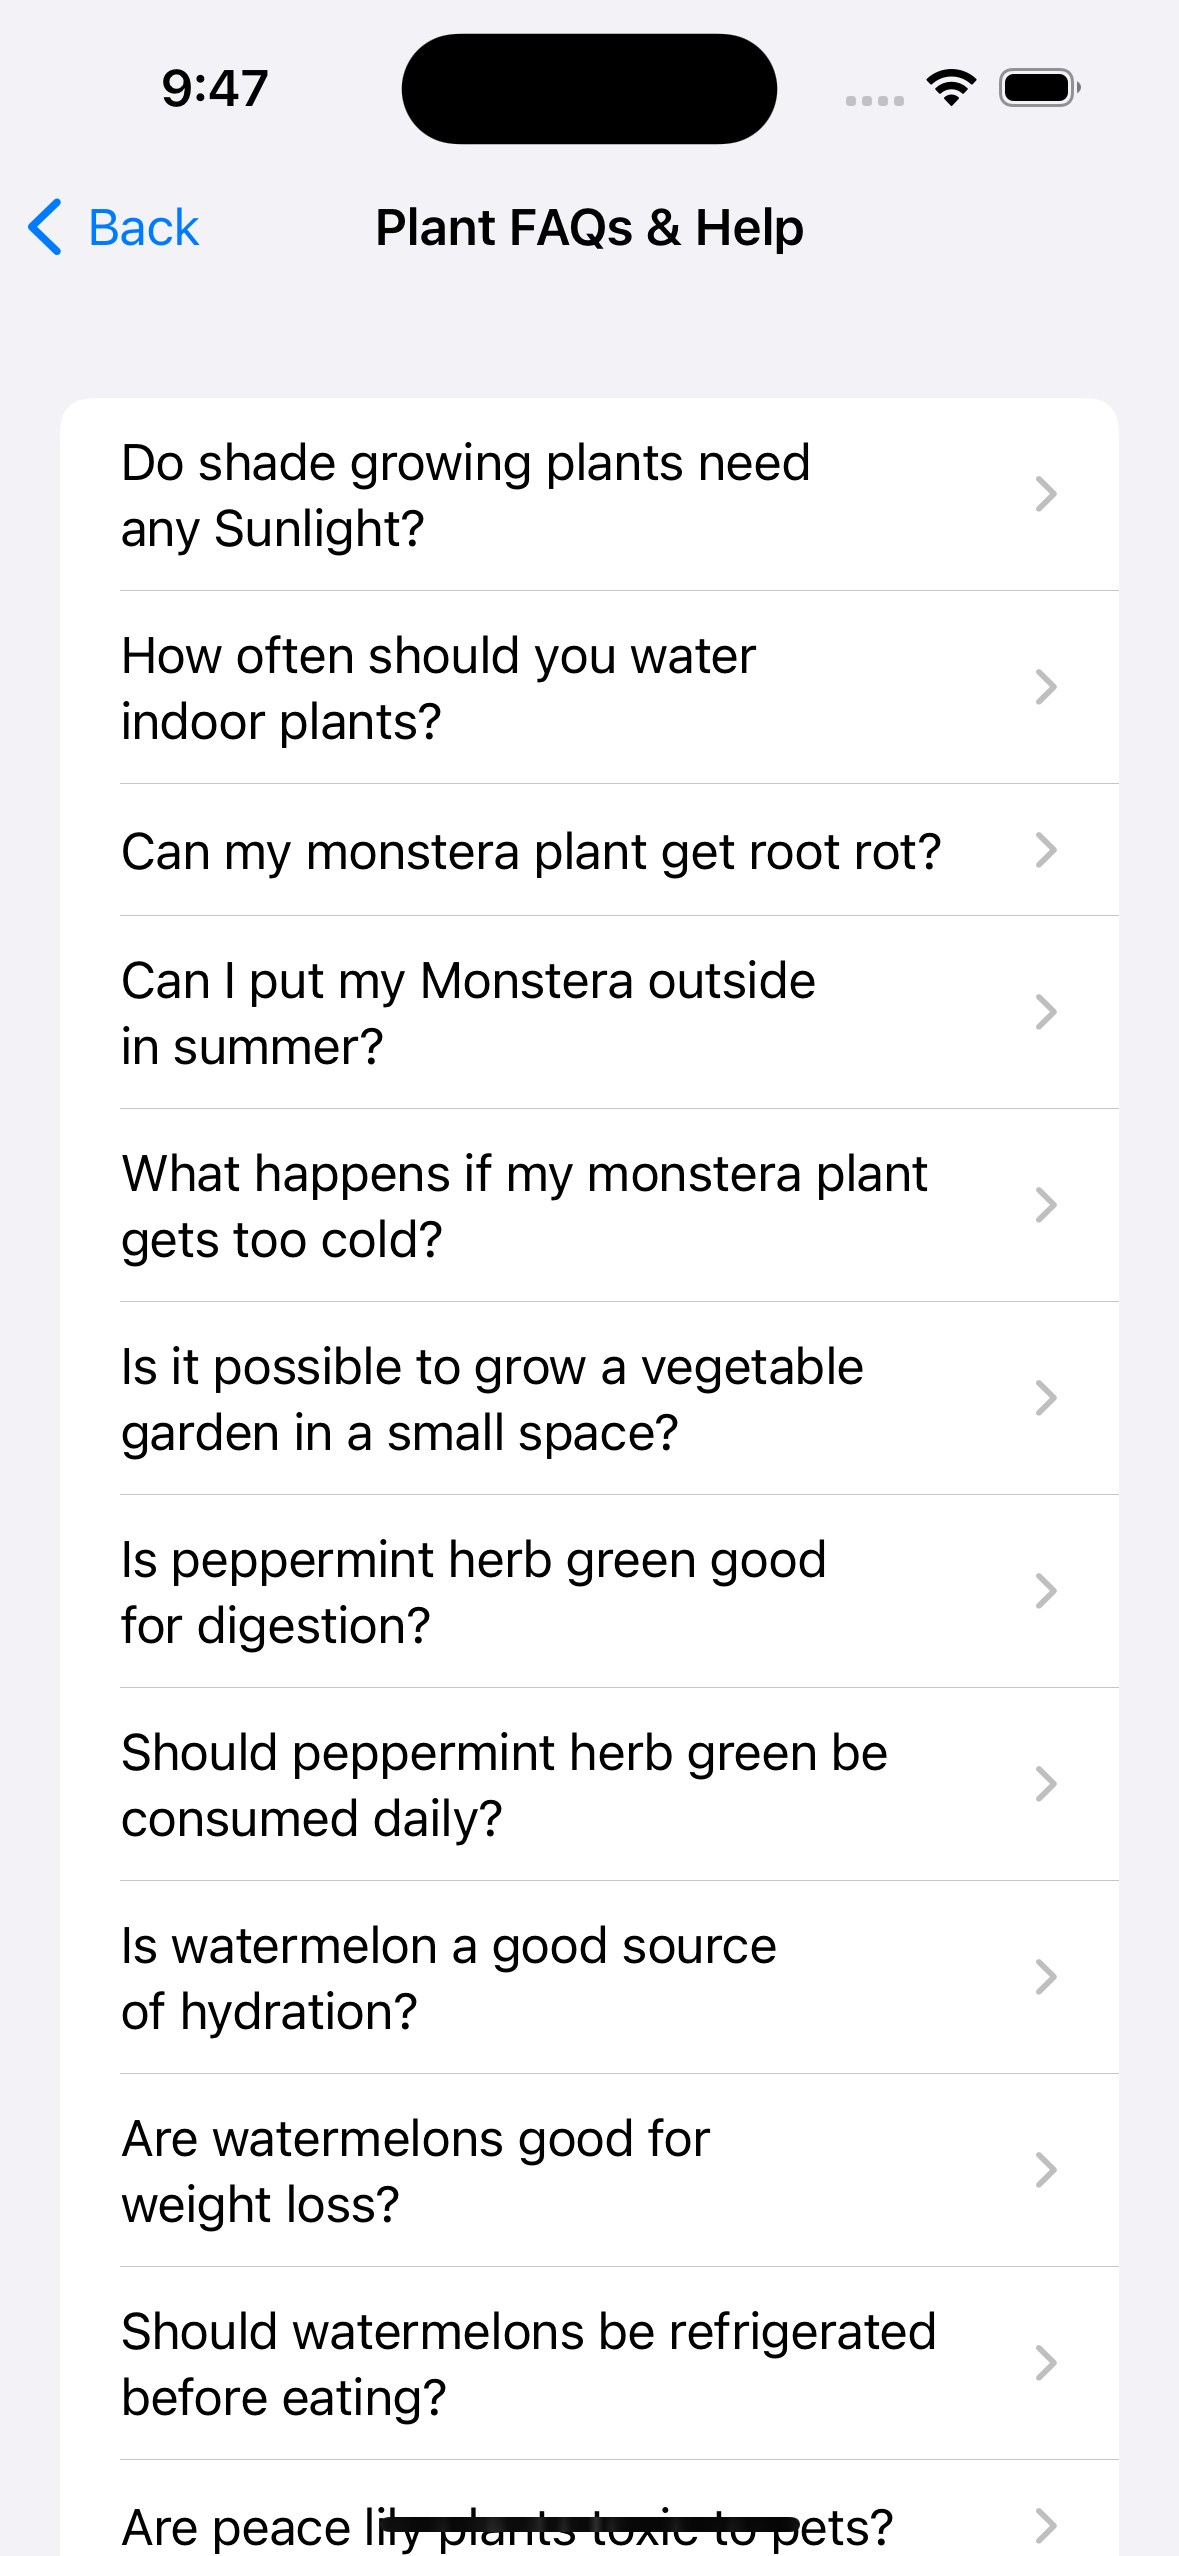 9:47
Back
Plant FAQs & Help
Do shade growing plants need
any Sunlight?
How often should you water
indoor plants?
Can my monstera plant get root rot?
Can I put my Monstera outside
in summer?
What happens if my monstera plant
gets too cold?
Is it possible to grow a vegetable
garden in a small space?
Is peppermint herb green good
for digestion?
Should peppermint herb green be
consumed daily?
Is watermelon a good source
of hydration?
Are watermelons good for
weight loss?
Should watermelons be refrigerated
before eating?
Are peace lily plants toxic to pets?